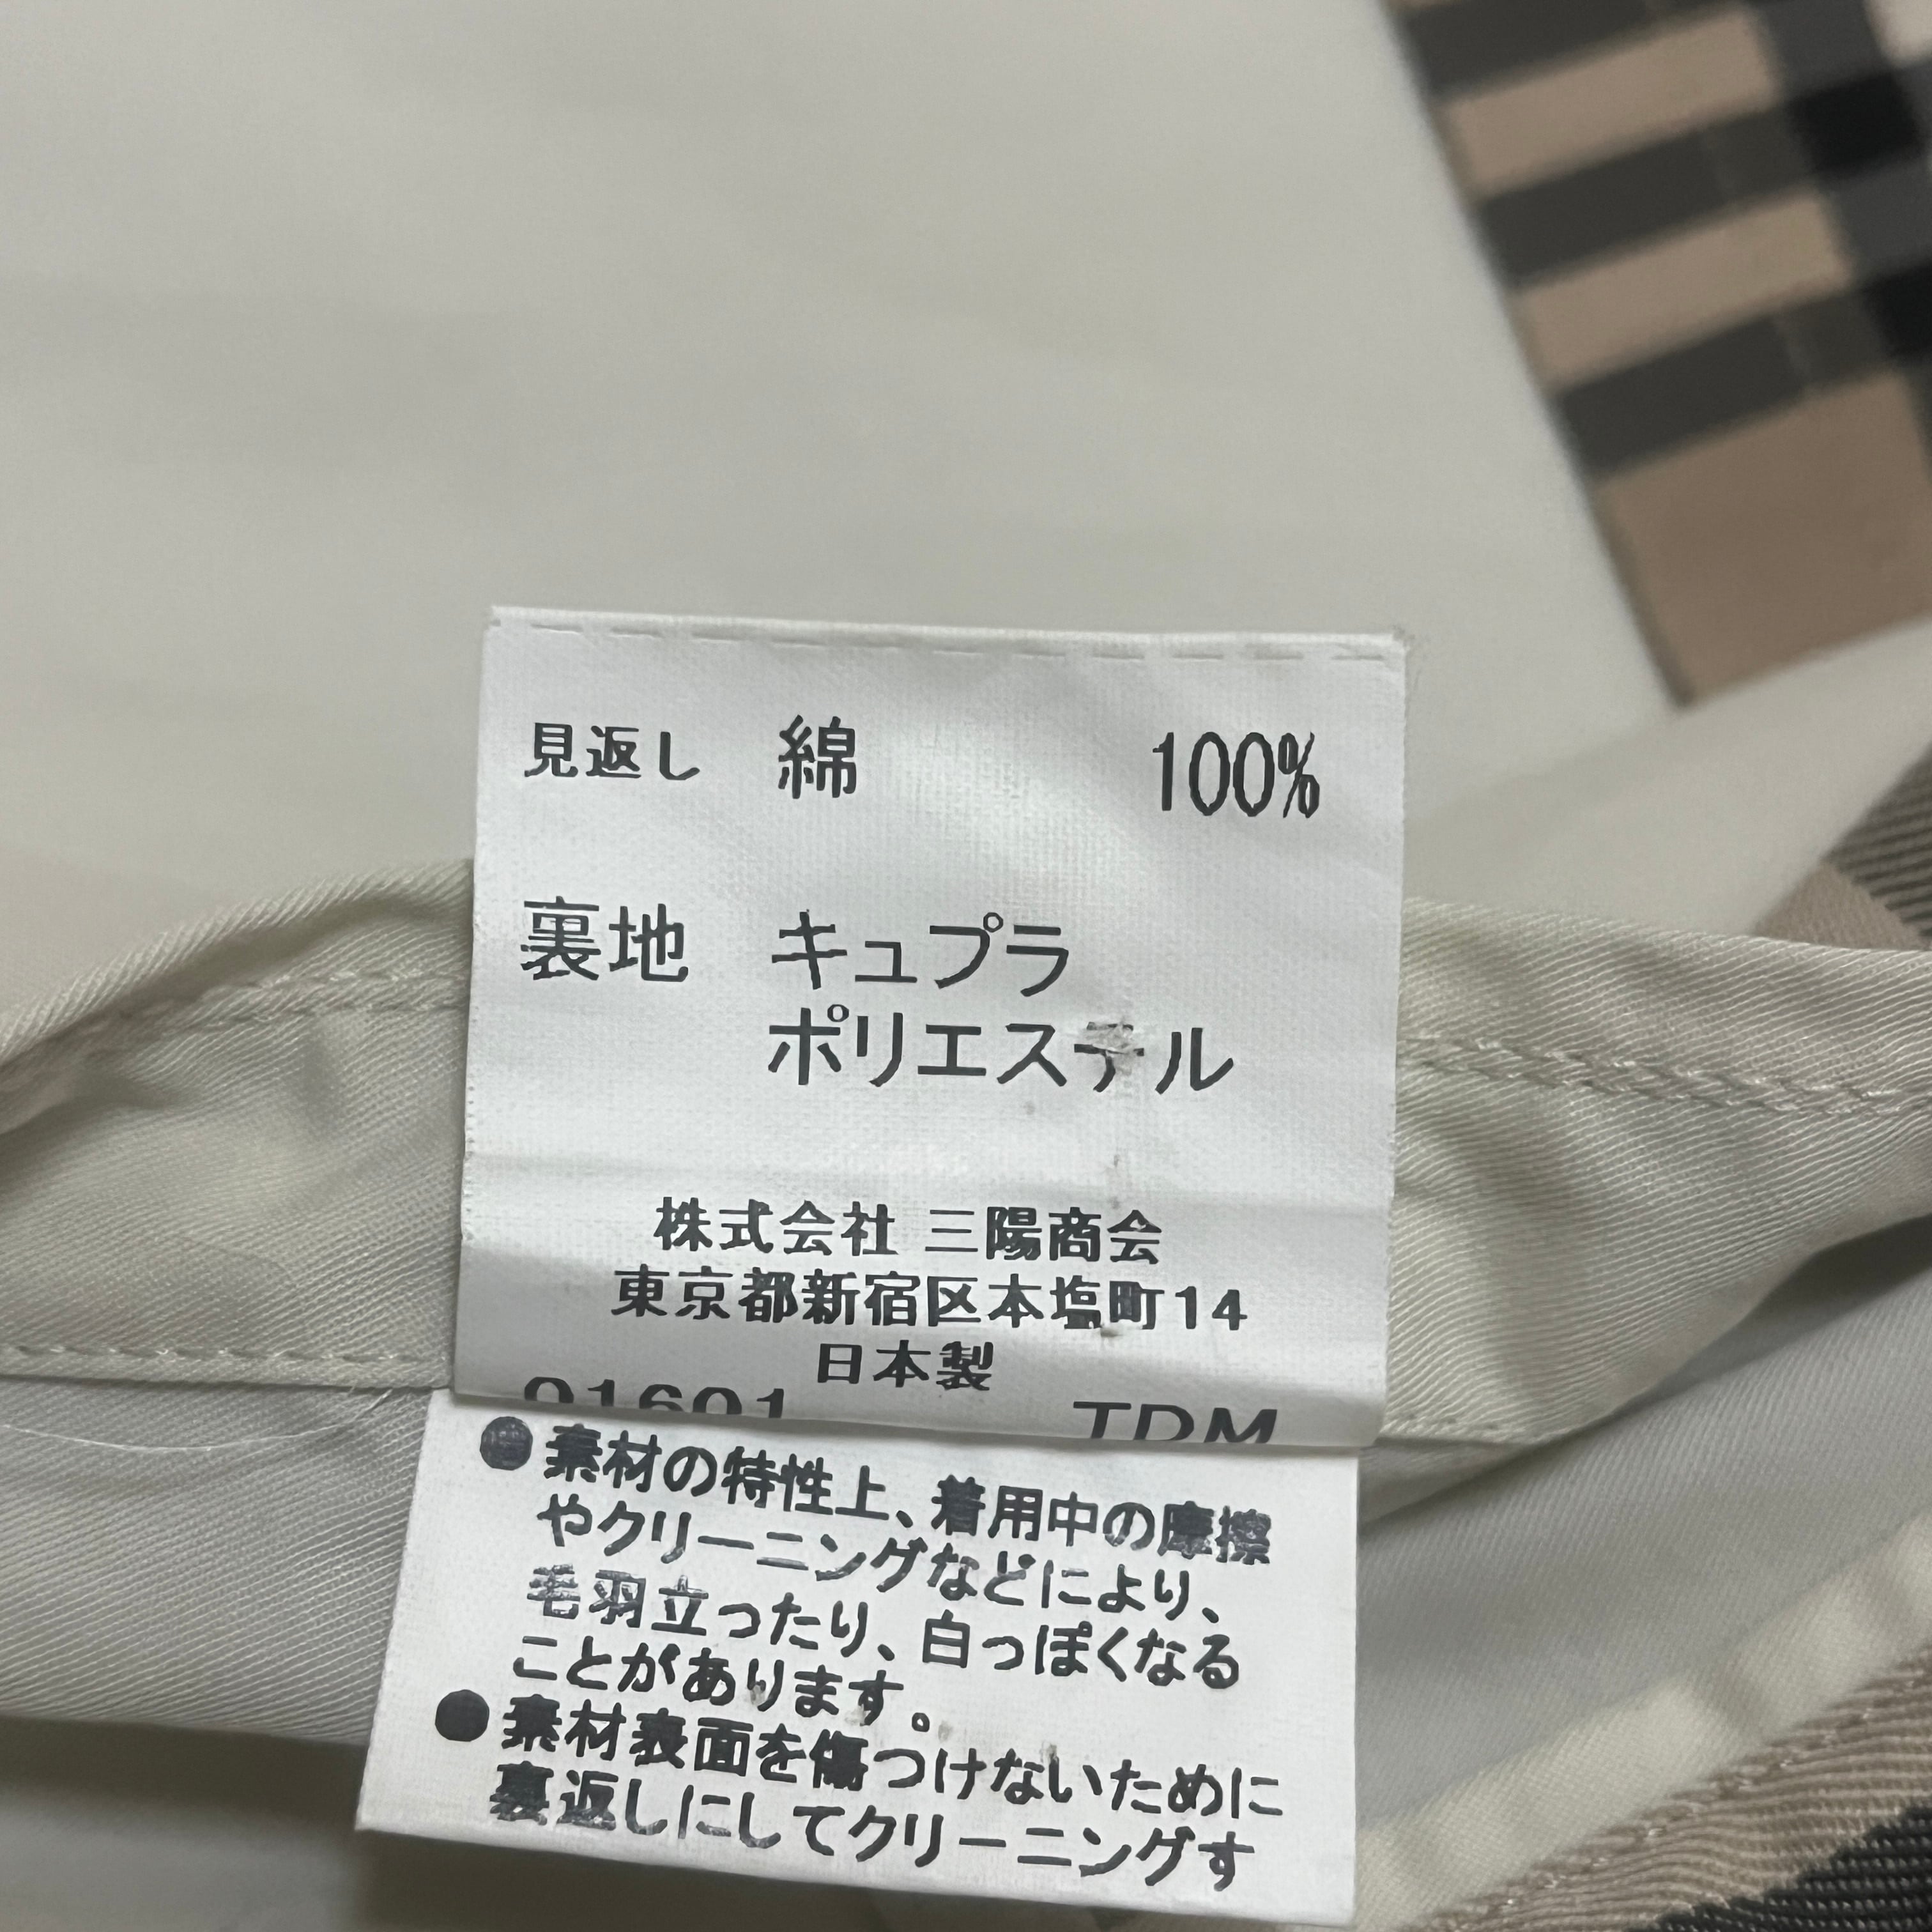 見返し 綿 100%
裏地 キュプラ
ポリエステル
株式会社 三陽商会
東京都新宿区本塩町14
日本製
TDM
●素材の特性上、着用中の摩擦
やクリーニングなどにより、
毛羽立ったり、白っぽくなる
ことがあります。
●素材表面を傷つけないために
裏返しにしてクリーニングす